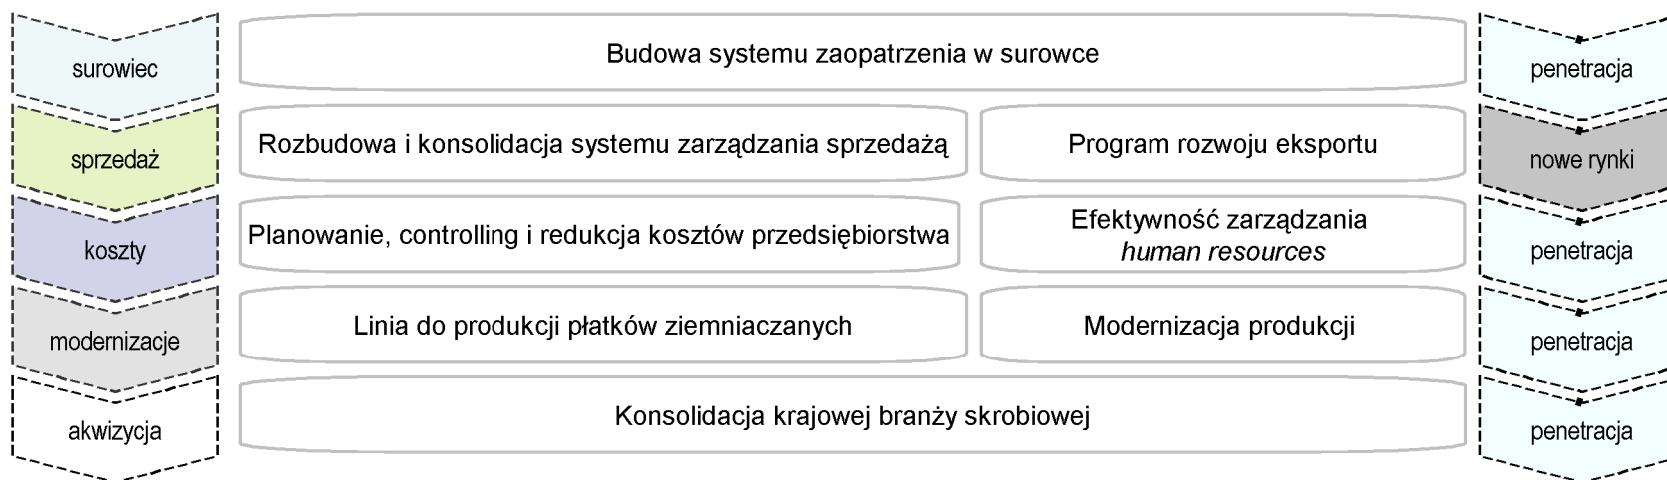 surowiec
Budowa systemu zaopatrzenia w surowce
penetracja
sprzedaż
Rozbudowa i konsolidacja systemu zarządzania sprzedażą
Program rozwoju eksportu
nowe rynki
koszty
Planowanie, controlling i redukcja kosztów przedsiębiorstwa
Efektywność zarządzania
human resources
penetracja
modernizacje
Linia do produkcji płatków ziemniaczanych
Modernizacja produkcji
penetracja
akwizycja
Konsolidacja krajowej branży skrobiowej
penetracja